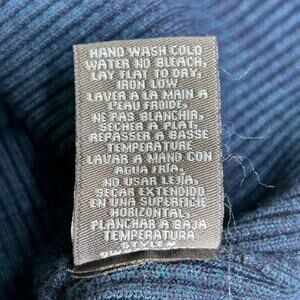 HAND WASH COLD
WATER NO BLEACH,
LAY FLAT TO DRY,
IRON LOW
LAVER A LA MAIN A
L'EAU FROIDE,
NE PAS BLANCHIR,
SECHER A PLAT,
REPASSER A BASSE
TEMPERATURE
LAVAR A MANO CON
AGUA FRIA,
NO USAR LEJIA,
SECAR EXTENDIDO
EN UNA SUPERFICIE
HORIZONTAL,
PLANCHAR A BAJA
TEMPERATURA
STYLE#